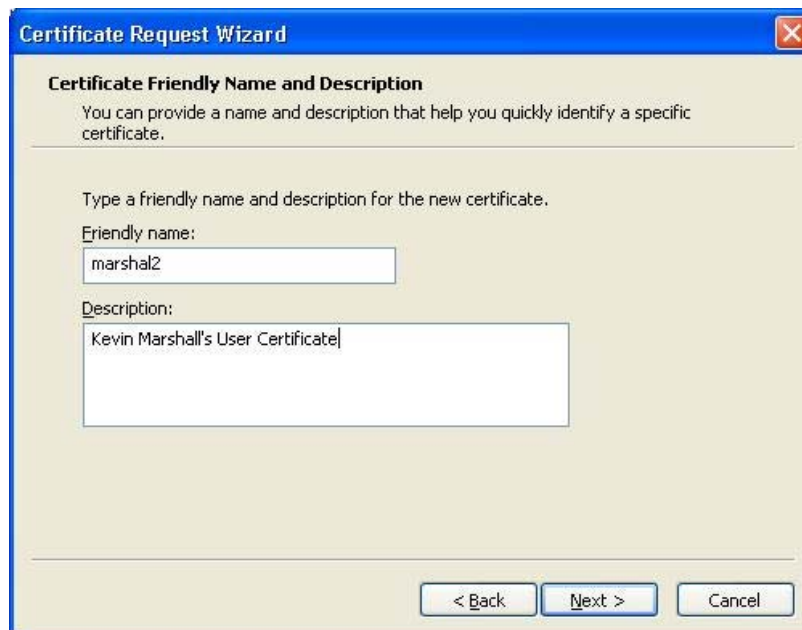 Certificate Request Wizard
Certificate Friendly Name and Description
You can provide a name and description that help you quickly identify a specific
certificate.
Type a friendly name and description for the new certificate.
Friendly name:
marshal2
Description:
Kevin Marshall's User Certificate
< Back Next > Cancel